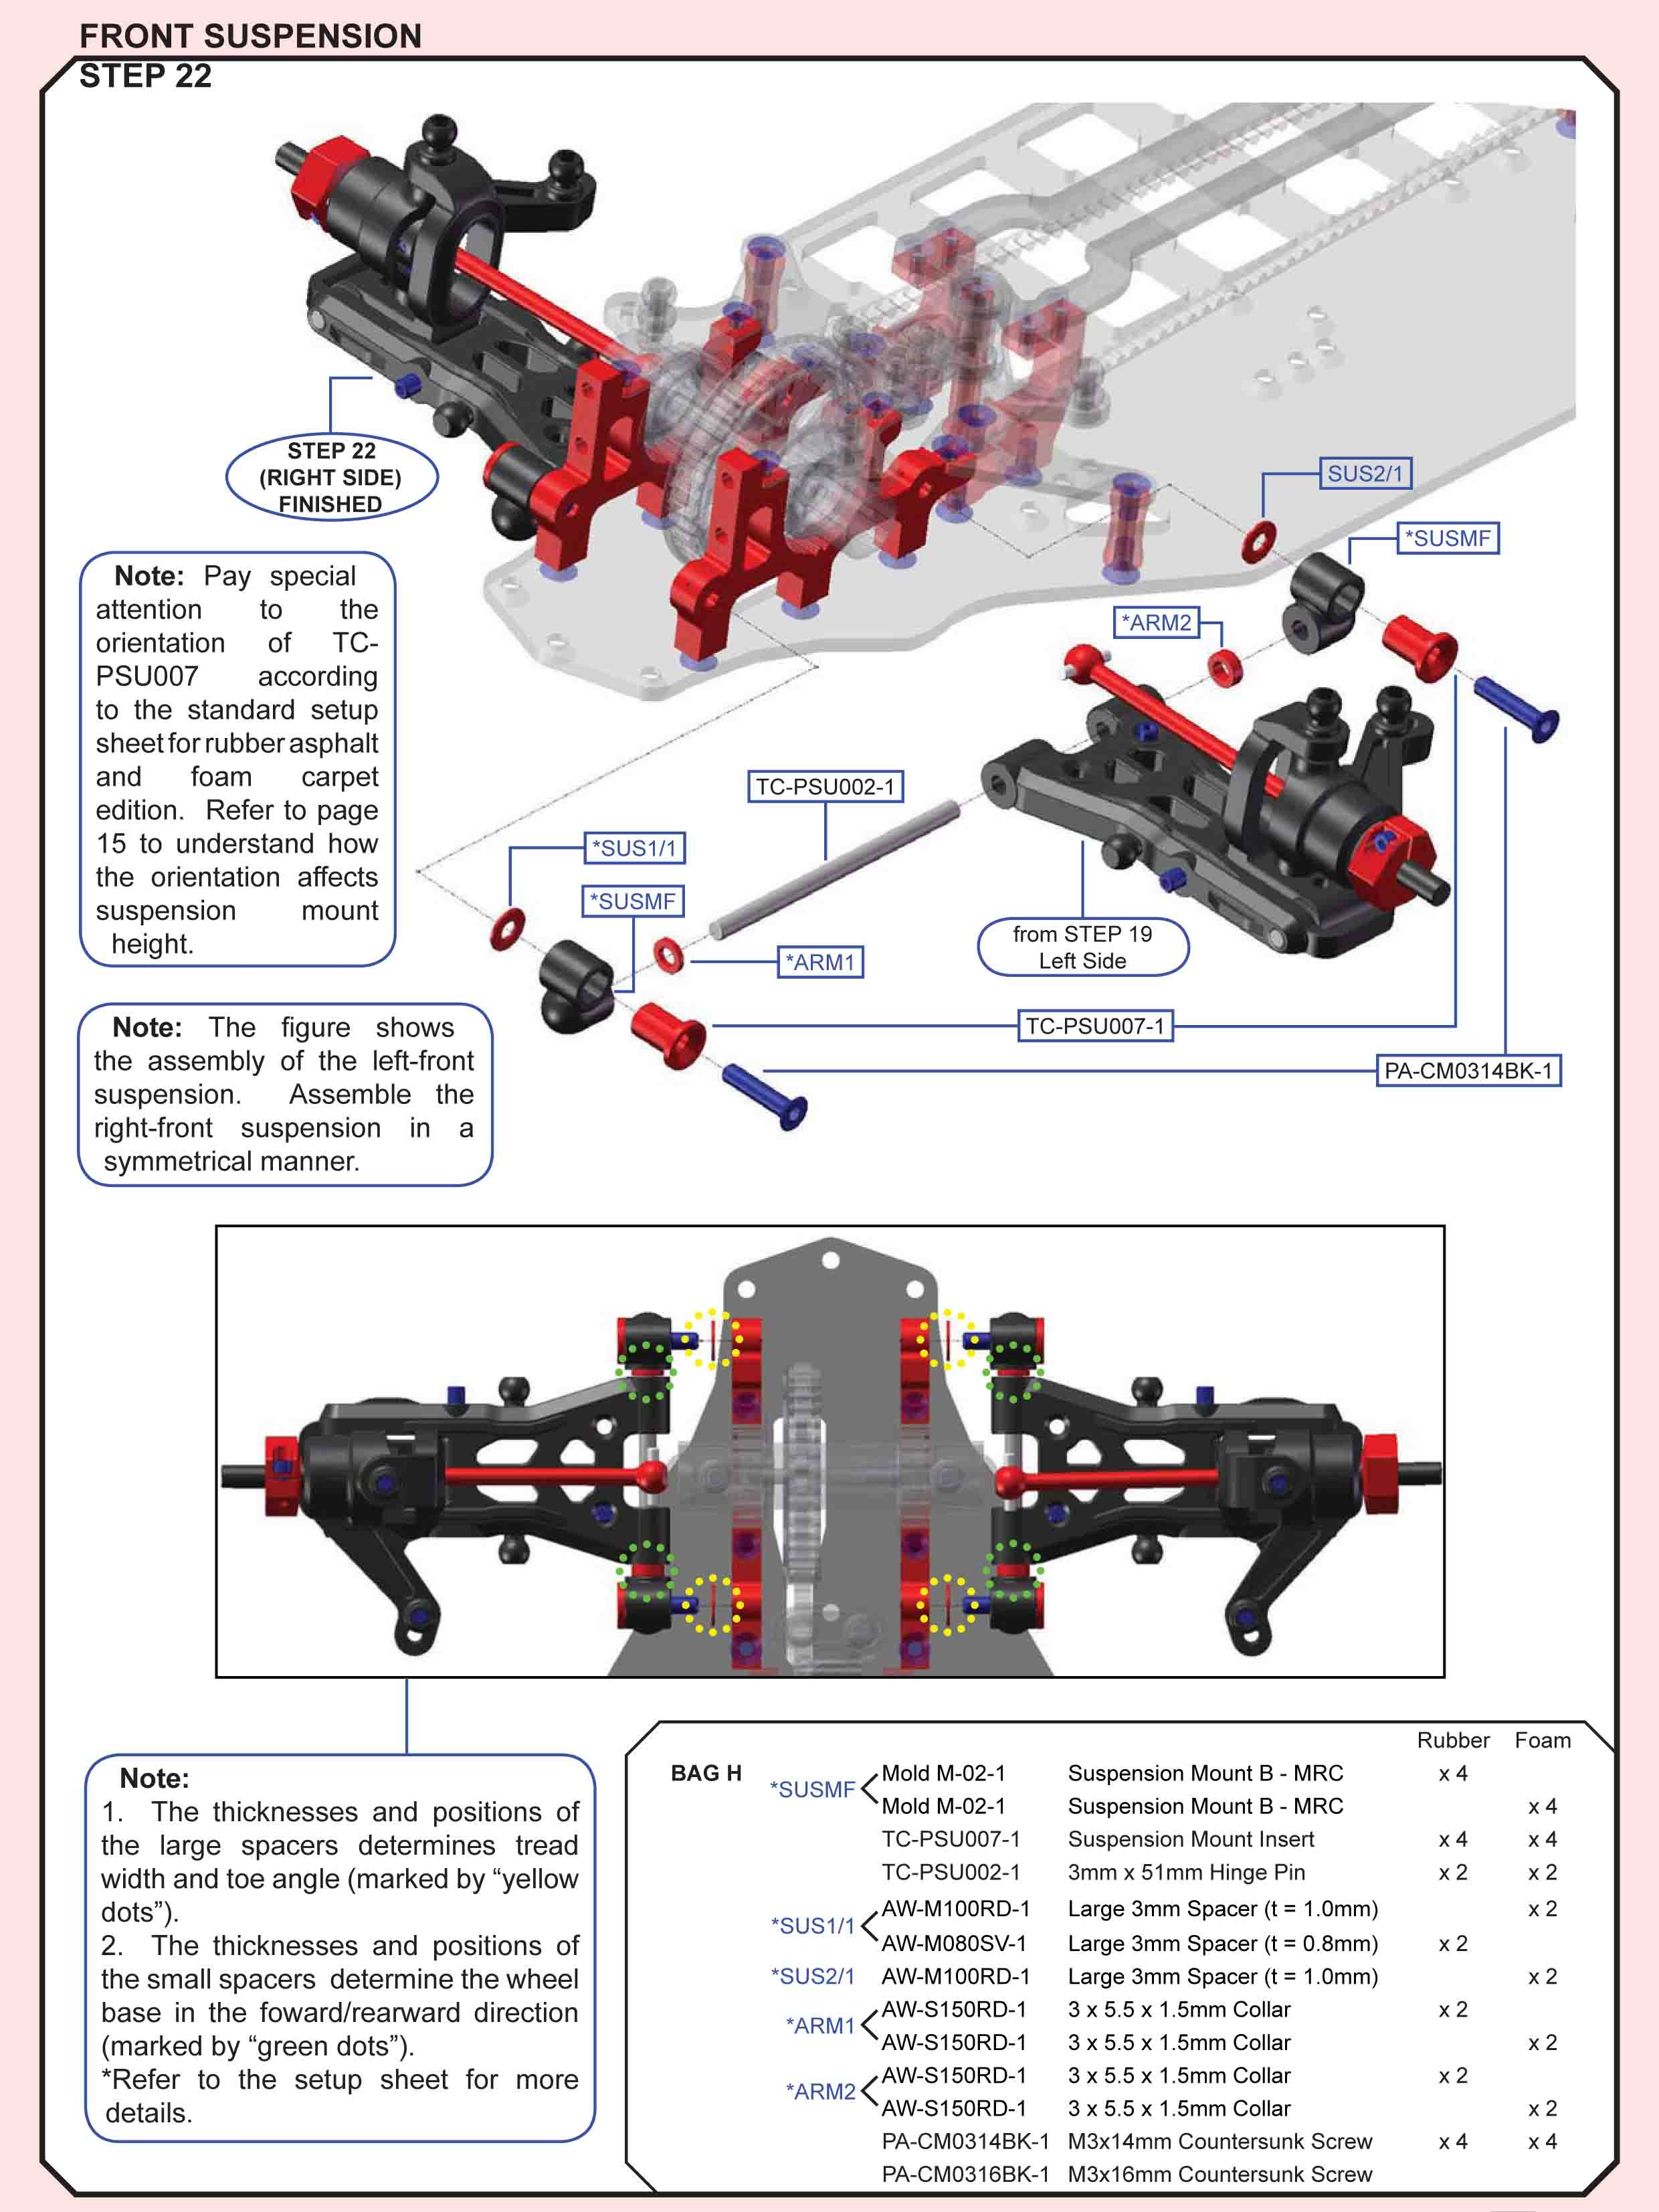 FRONT SUSPENSION
STEP 22
STEP 22
(RIGHT SIDE)
FINISHED
SUS2/1
*SUSMF
*ARM2
Note: Pay special
attention to the
orientation of TC-
PSU007 according
to the standard setup
sheet for rubber asphalt
and foam carpet
edition. Refer to page
15 to understand how
the orientation affects
suspension mount
height.
TC-PSU002-1
*SUS1/1
*SUSMF
*ARM1
from STEP 19
Left Side
TC-PSU007-1
PA-CM0314BK-1
Note: The figure shows
the assembly of the left-front
suspension. Assemble the
right-front suspension in a
symmetrical manner.
Note:
1. The thicknesses and positions of
the large spacers determines tread
width and toe angle (marked by “yellow
dots”).
2. The thicknesses and positions of
the small spacers determine the wheel
base in the foward/rearward direction
(marked by “green dots”).
*Refer to the setup sheet for more
details.
Rubber Foam
BAG H
*SUSMF Mold M-02-1 Suspension Mount B - MRC x 4
Mold M-02-1 Suspension Mount B - MRC x 4
TC-PSU007-1 Suspension Mount Insert x 4 x 4
TC-PSU002-1 3mm x 51mm Hinge Pin x 2 x 2
*SUS1/1 AW-M100RD-1 Large 3mm Spacer (t = 1.0mm) x 2
AW-M080SV-1 Large 3mm Spacer (t = 0.8mm) x 2
*SUS2/1 AW-M100RD-1 Large 3mm Spacer (t = 1.0mm) x 2
*ARM1 AW-S150RD-1 3 x 5.5 x 1.5mm Collar x 2
AW-S150RD-1 3 x 5.5 x 1.5mm Collar x 2
*ARM2 AW-S150RD-1 3 x 5.5 x 1.5mm Collar x 2
AW-S150RD-1 3 x 5.5 x 1.5mm Collar x 2
PA-CM0314BK-1 M3x14mm Countersunk Screw x 4 x 4
PA-CM0316BK-1 M3x16mm Countersunk Screw